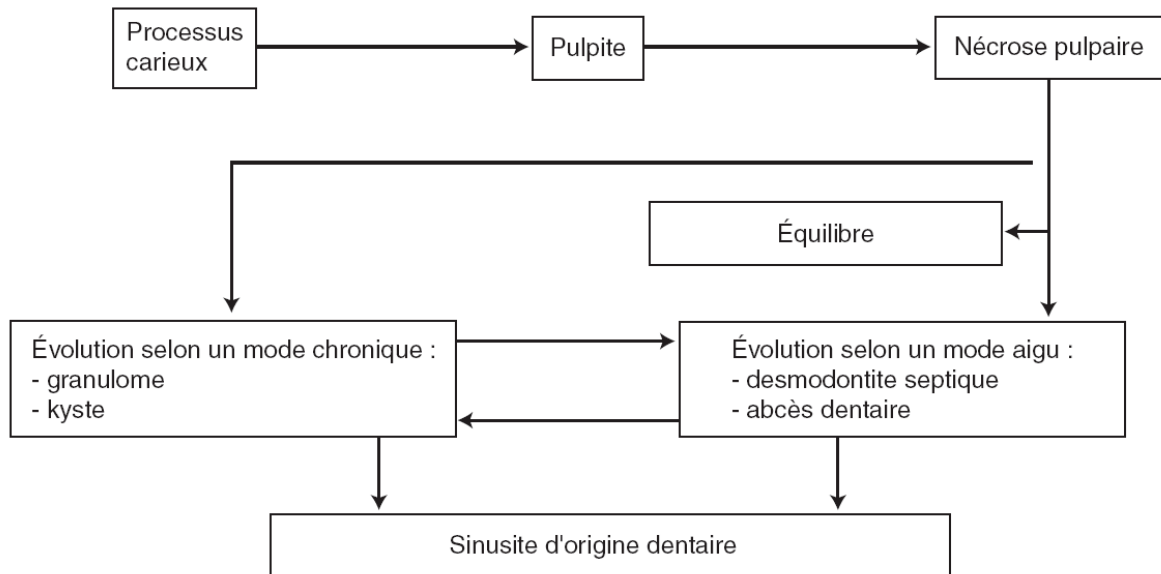 Processus
carieux
Pulpite
Nécrose pulpaire
Équilibre
Évolution selon un mode chronique :
- granulome
- kyste
Évolution selon un mode aigu :
- desmodontite septique
- abcès dentaire
Sinusite d'origine dentaire